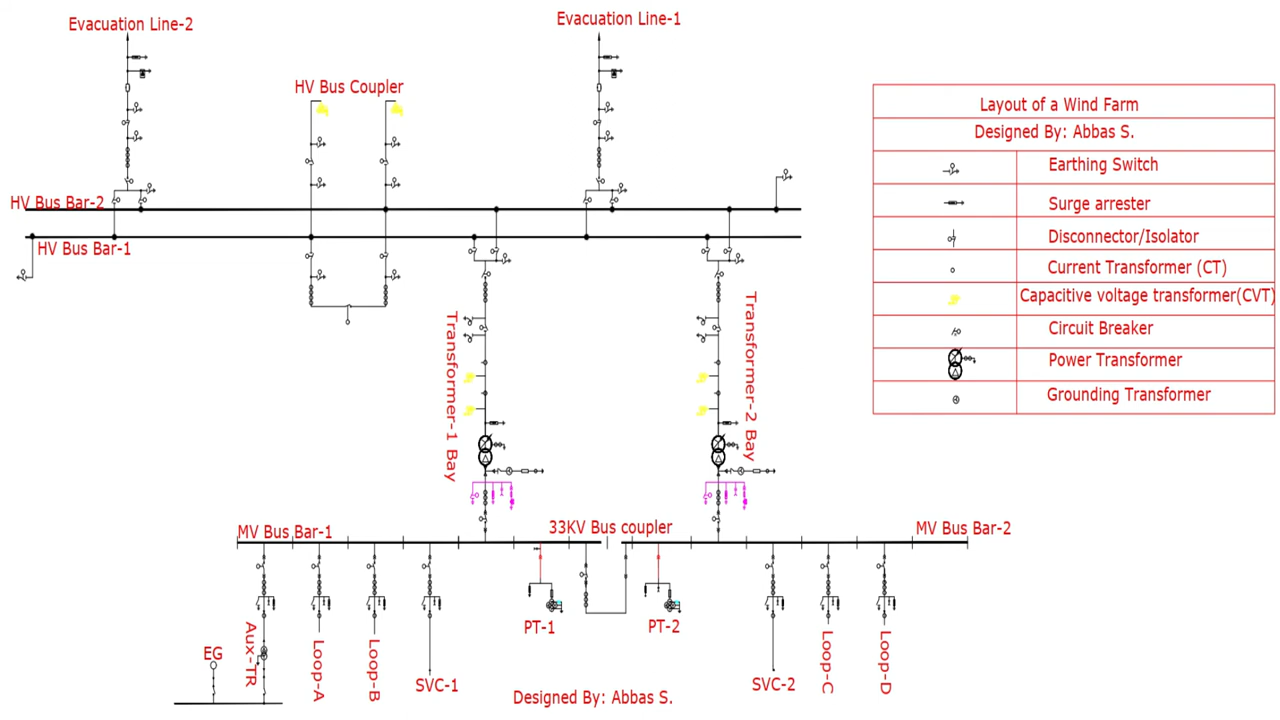 Evacuation Line-2
Evacuation Line-1
HV Bus Coupler
Layout of a Wind Farm
Designed By: Abbas S.
Earthing Switch
Surge arrester
Disconnector/Isolator
Current Transformer (CT)
Capacitive voltage transformer(CVT)
Circuit Breaker
Power Transformer
Grounding Transformer
HV Bus Bar-2
HV Bus Bar-1
Transformer-1 Bay
Transformer-2 Bay
MV Bus Bar-1
33KV Bus coupler
MV Bus Bar-2
EG
Aux-TR
Loop-A
Loop-B
SVC-1
PT-1
PT-2
SVC-2
Loop-C
Loop-D
Designed By: Abbas S.